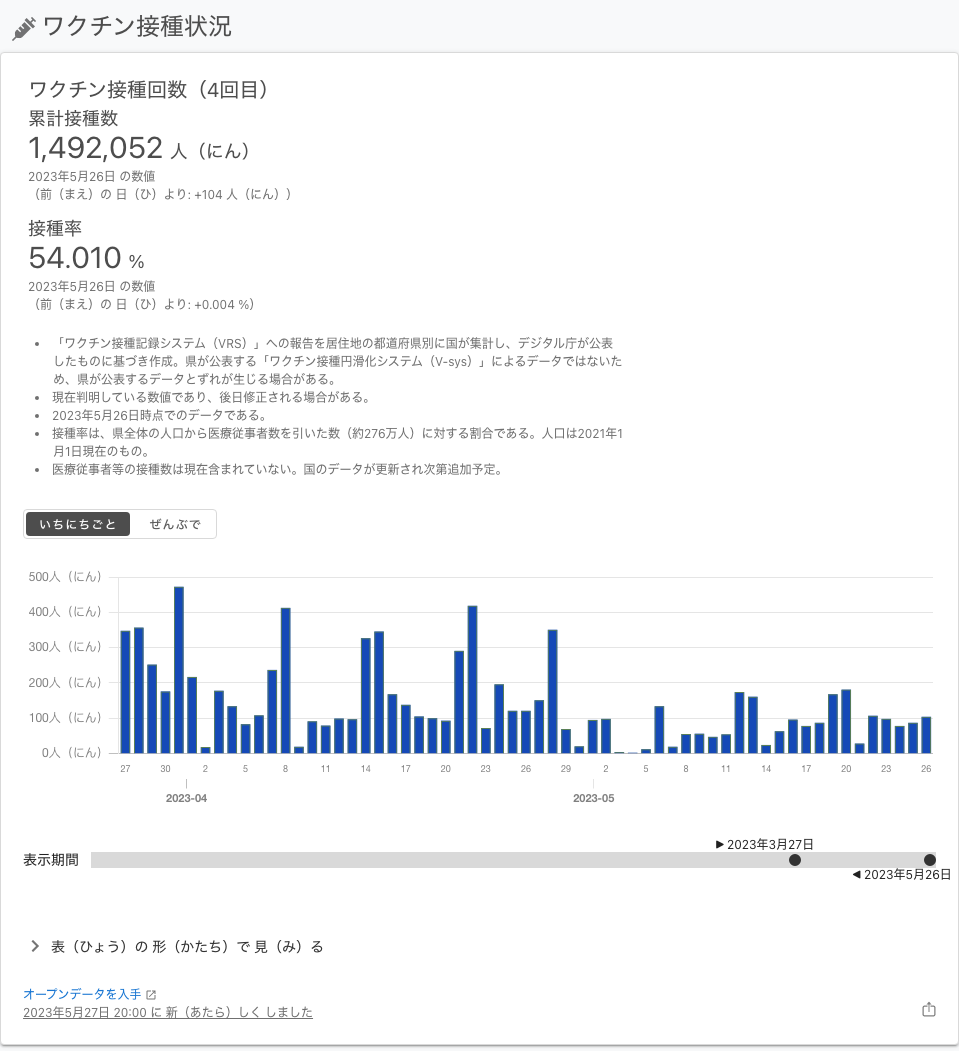 ワクチン接種状況
ワクチン接種回数（4回目）
累計接種数
1,492,052 人（にん）
2023年5月26日 の数値
（前（まえ）の 日（ひ）より: +104 人（にん））
接種率
54.010 %
2023年5月26日 の数値
（前（まえ）の 日（ひ）より: +0.004 %）
• 「ワクチン接種記録システム（VRS）」への報告を居住地の都道府県別に国が集計し、デジタル庁が公表
したものに基づき作成。県が公表する「ワクチン接種円滑化システム（V-sys）」によるデータではないた
め、県が公表するデータとずれが生じる場合がある。
• 現在判明している数値であり、後日修正される場合がある。
• 2023年5月26日時点でのデータである。
• 接種率は、県全体の人口から医療従事者数を引いた数（約276万人）に対する割合である。人口は2021年1
月1日現在のもの。
• 医療従事者等の接種数は現在含まれていない。国のデータが更新され次第追加予定。
いちにちごと ぜんぶで
500人（にん）
400人（にん）
300人（にん）
200人（にん）
100人（にん）
0人（にん）
27 30 2 5 8 11 14 17 20 23 26 29 2 5 8 11 14 17 20 23 26
2023-04 2023-05
▶ 2023年3月27日
表示期間
◀ 2023年5月26日
表（ひょう）の 形（かたち）で 見（み）る
オープンデータを入手
2023年5月27日 20:00 に 新（あたら）しく しました